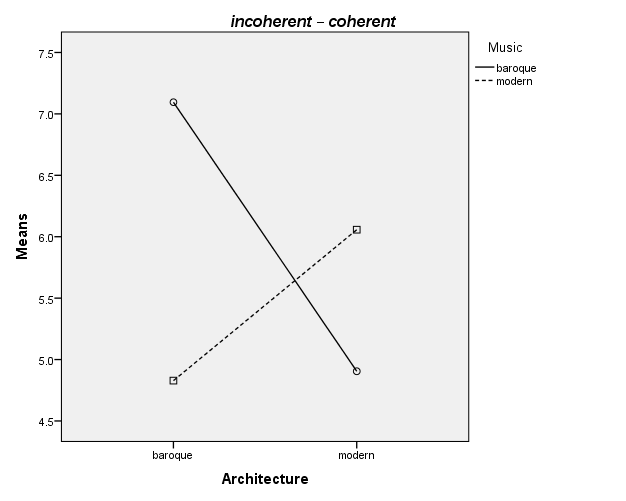 incoherent – coherent
Music
baroque
modern
7.5
7.0
6.5
6.0
5.5
5.0
4.5
Means
baroque
modern
Architecture